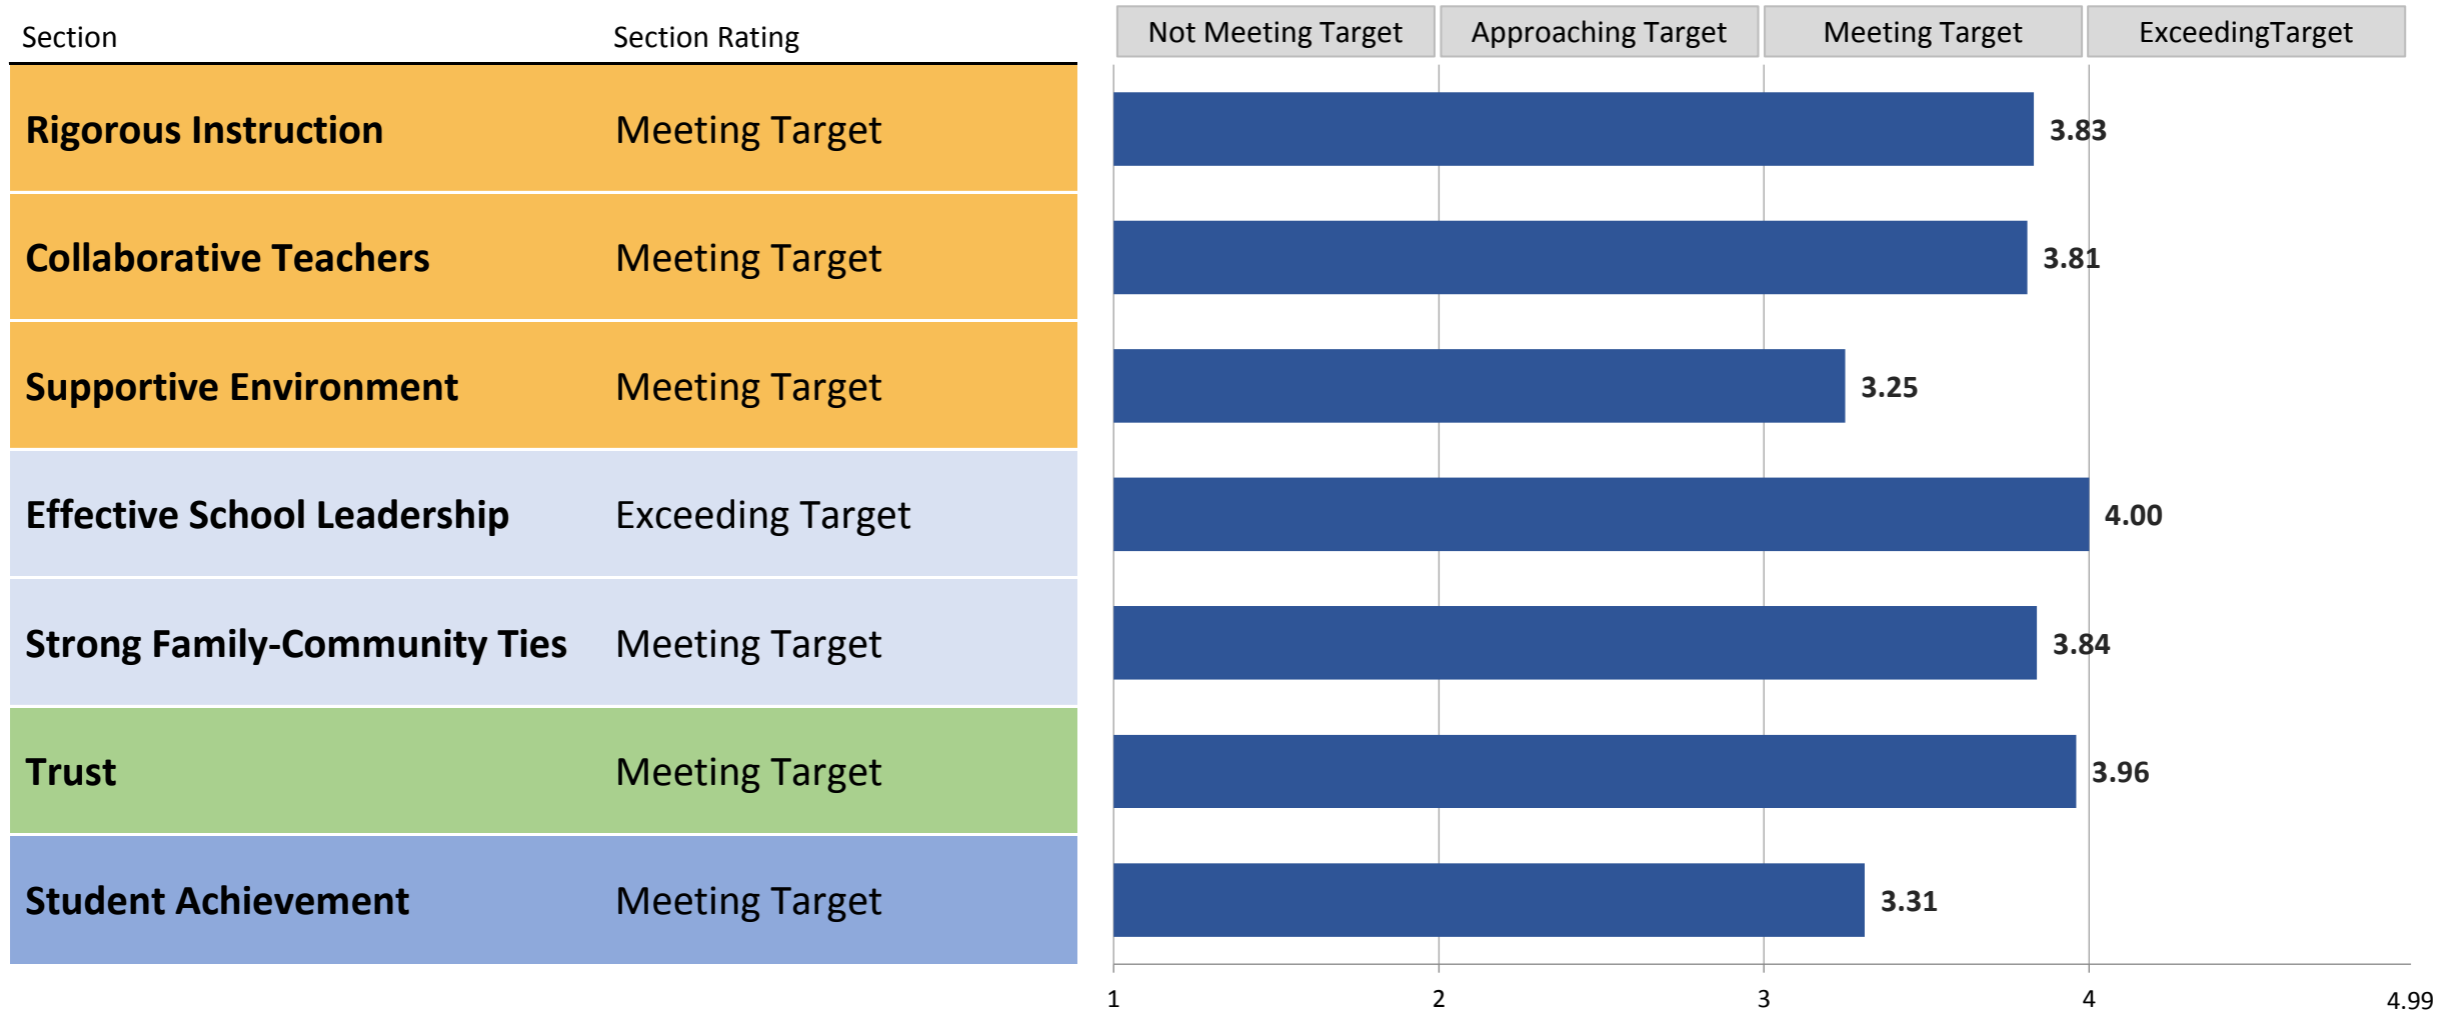 Section Section Rating Not Meeting Target Approaching Target Meeting Target ExceedingTarget
Rigorous Instruction Meeting Target 3.83
Collaborative Teachers Meeting Target 3.81
Supportive Environment Meeting Target 3.25
Effective School Leadership Exceeding Target 4.00
Strong Family-Community Ties Meeting Target 3.84
Trust Meeting Target 3.96
Student Achievement Meeting Target 3.31
1 2 3 4 4.99